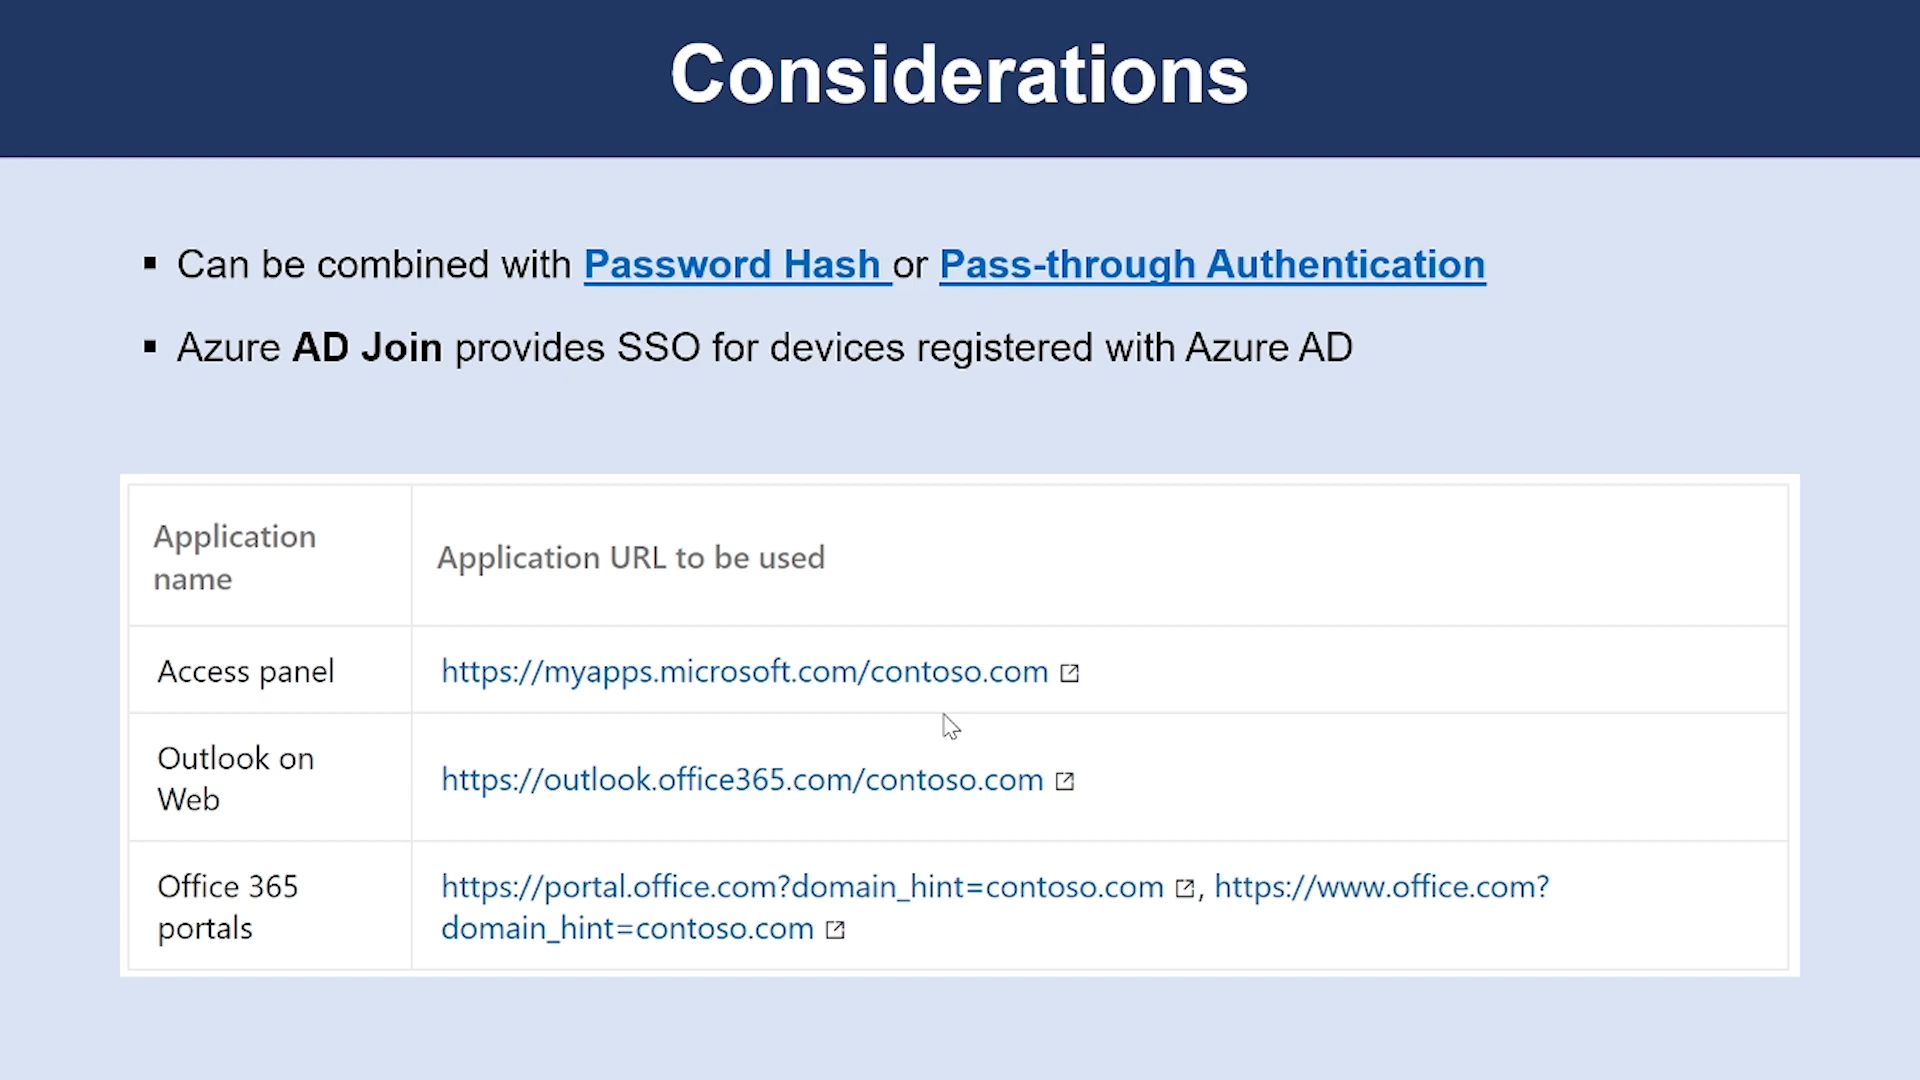 Considerations
▪ Can be combined with Password Hash or Pass-through Authentication
▪ Azure AD Join provides SSO for devices registered with Azure AD
Application name
Application URL to be used
Access panel
https://myapps.microsoft.com/contoso.com
Outlook on
Web
https://outlook.office365.com/contoso.com
Office 365
portals
https://portal.office.com?domain_hint=contoso.com , https://www.office.com?
domain_hint=contoso.com